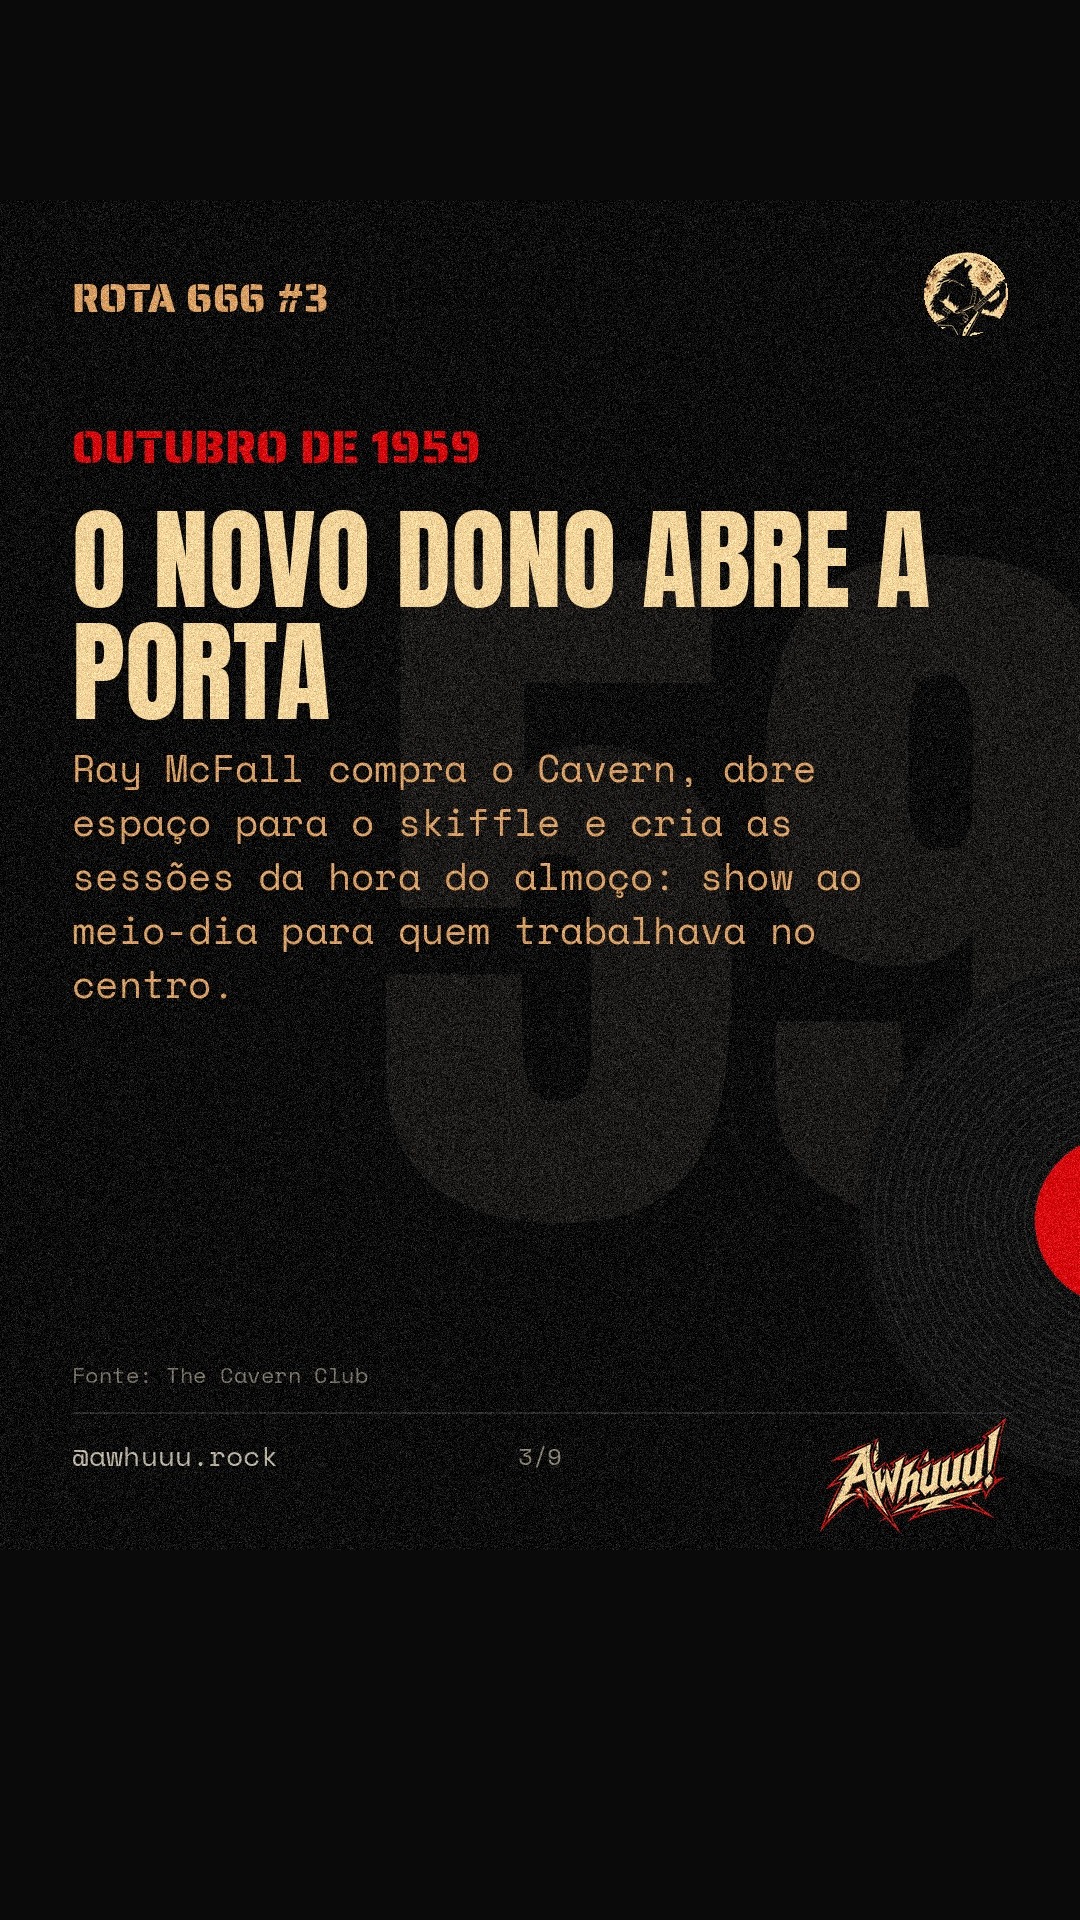 ROTA 666 #3
OUTUBRO DE 1959
O NOVO DONO ABRE A
PORTA
59
Ray McFall compra o Cavern, abre
espaço para o skiffle e cria as
sessões da hora do almoço: show ao
meio-dia para quem trabalhava no
centro.
Fonte: The Cavern Club
@awhuuu.rock
3/9
Awhuuu!